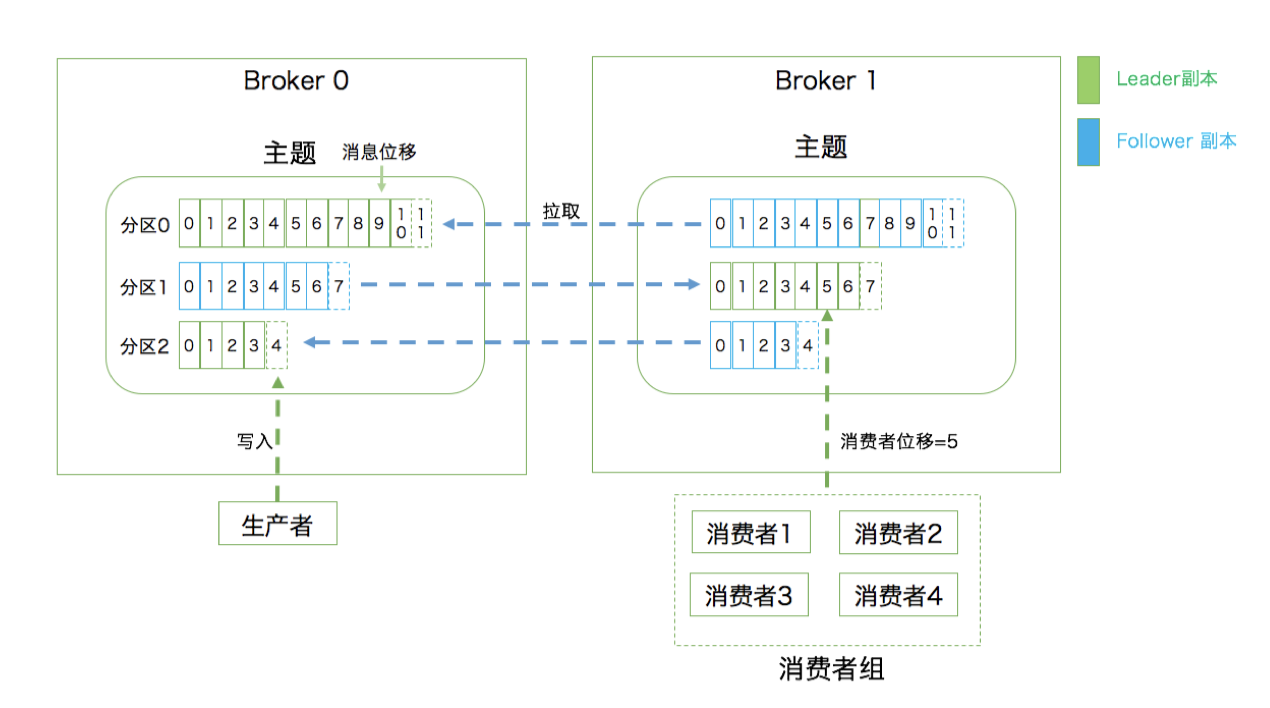 Broker 0
Broker 1
Leader副本
Follower 副本
主题
消息位移
主题
分区0 0 1 2 3 4 5 6 7 8 9 10 11
拉取
0 1 2 3 4 5 6 7 8 9 10 11
分区1 0 1 2 3 4 5 6 7
0 1 2 3 4 5 6 7
分区2 0 1 2 3 4
0 1 2 3 4
写入
消费者位移=5
生产者
消费者1
消费者2
消费者3
消费者4
消费者组